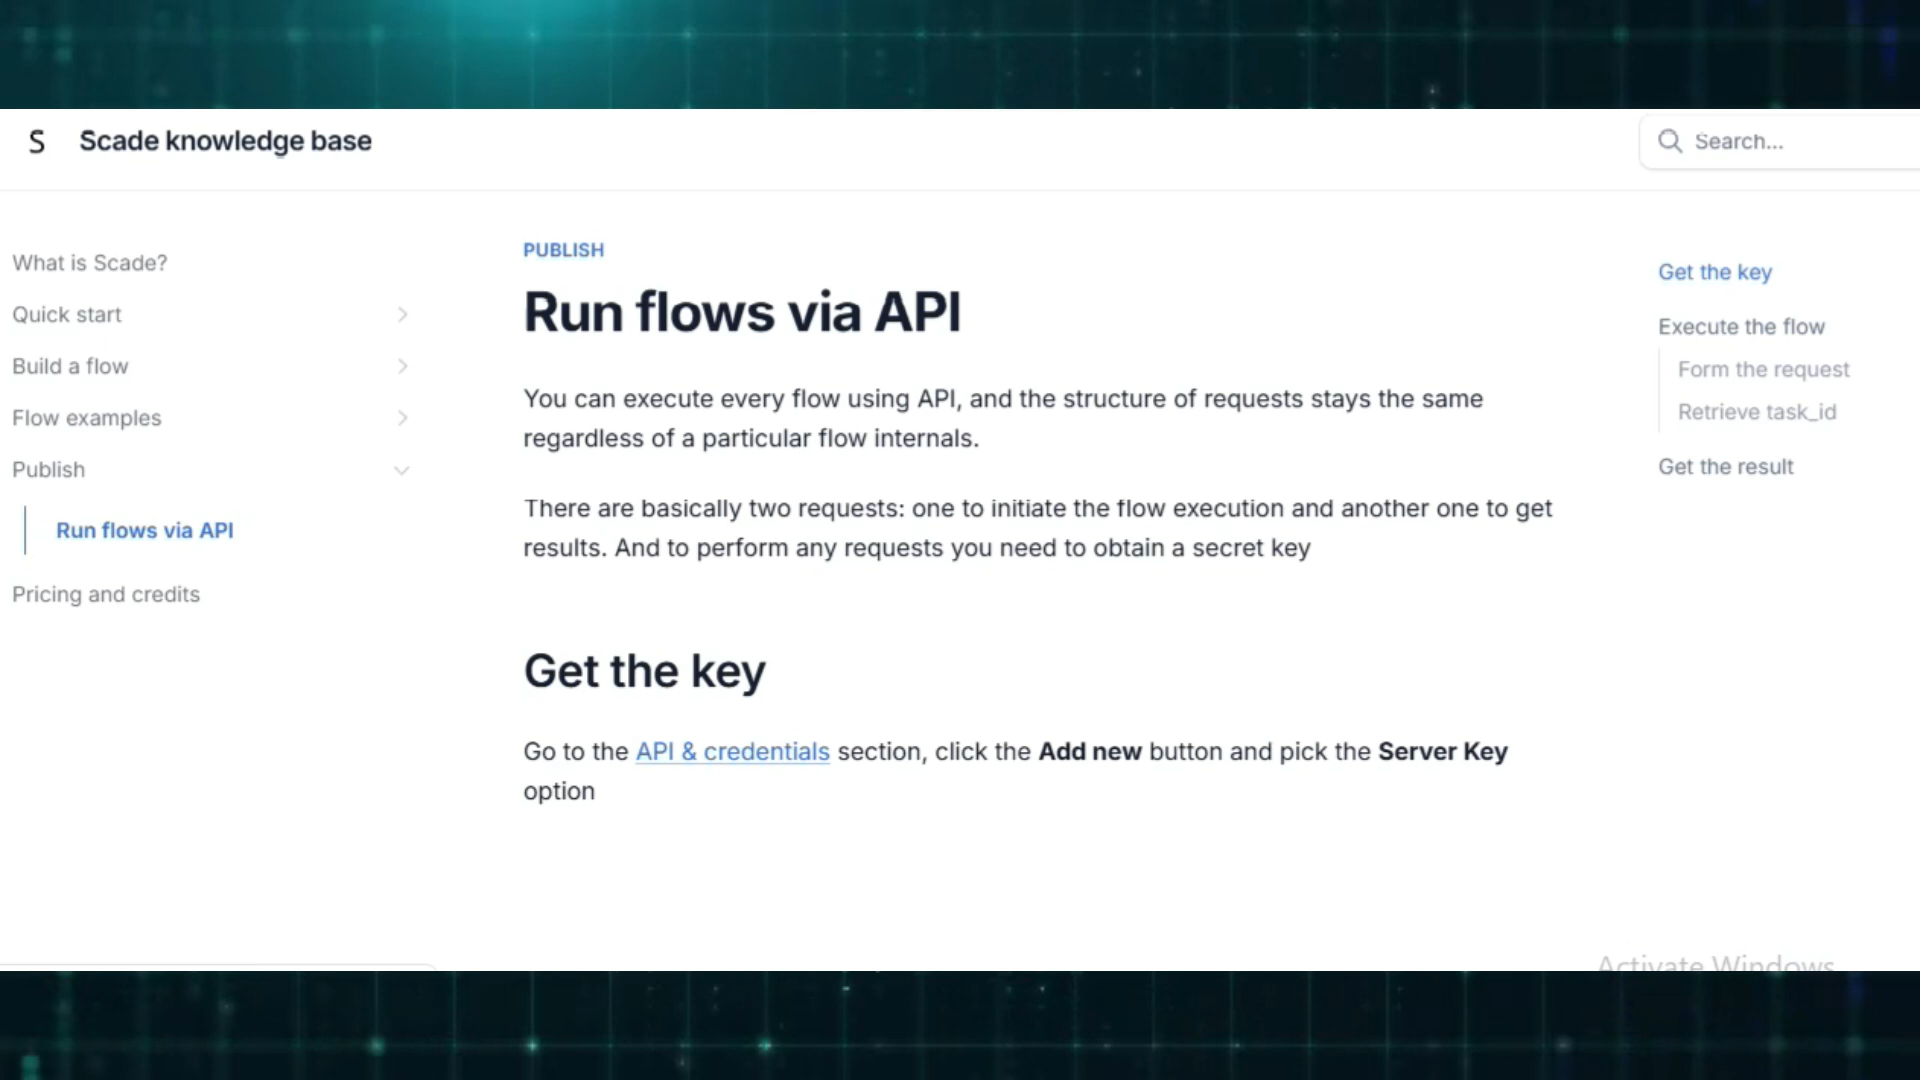 S Scade knowledge base
Search...
What is Scade?
Quick start
Build a flow
Flow examples
Publish
Run flows via API
Pricing and credits
PUBLISH
Run flows via API
You can execute every flow using API, and the structure of requests stays the same
regardless of a particular flow internals.
There are basically two requests: one to initiate the flow execution and another one to get
results. And to perform any requests you need to obtain a secret key
Get the key
Go to the API & credentials section, click the Add new button and pick the Server Key
option
Get the key
Execute the flow
Form the request
Retrieve task_id
Get the result
Activate Windows